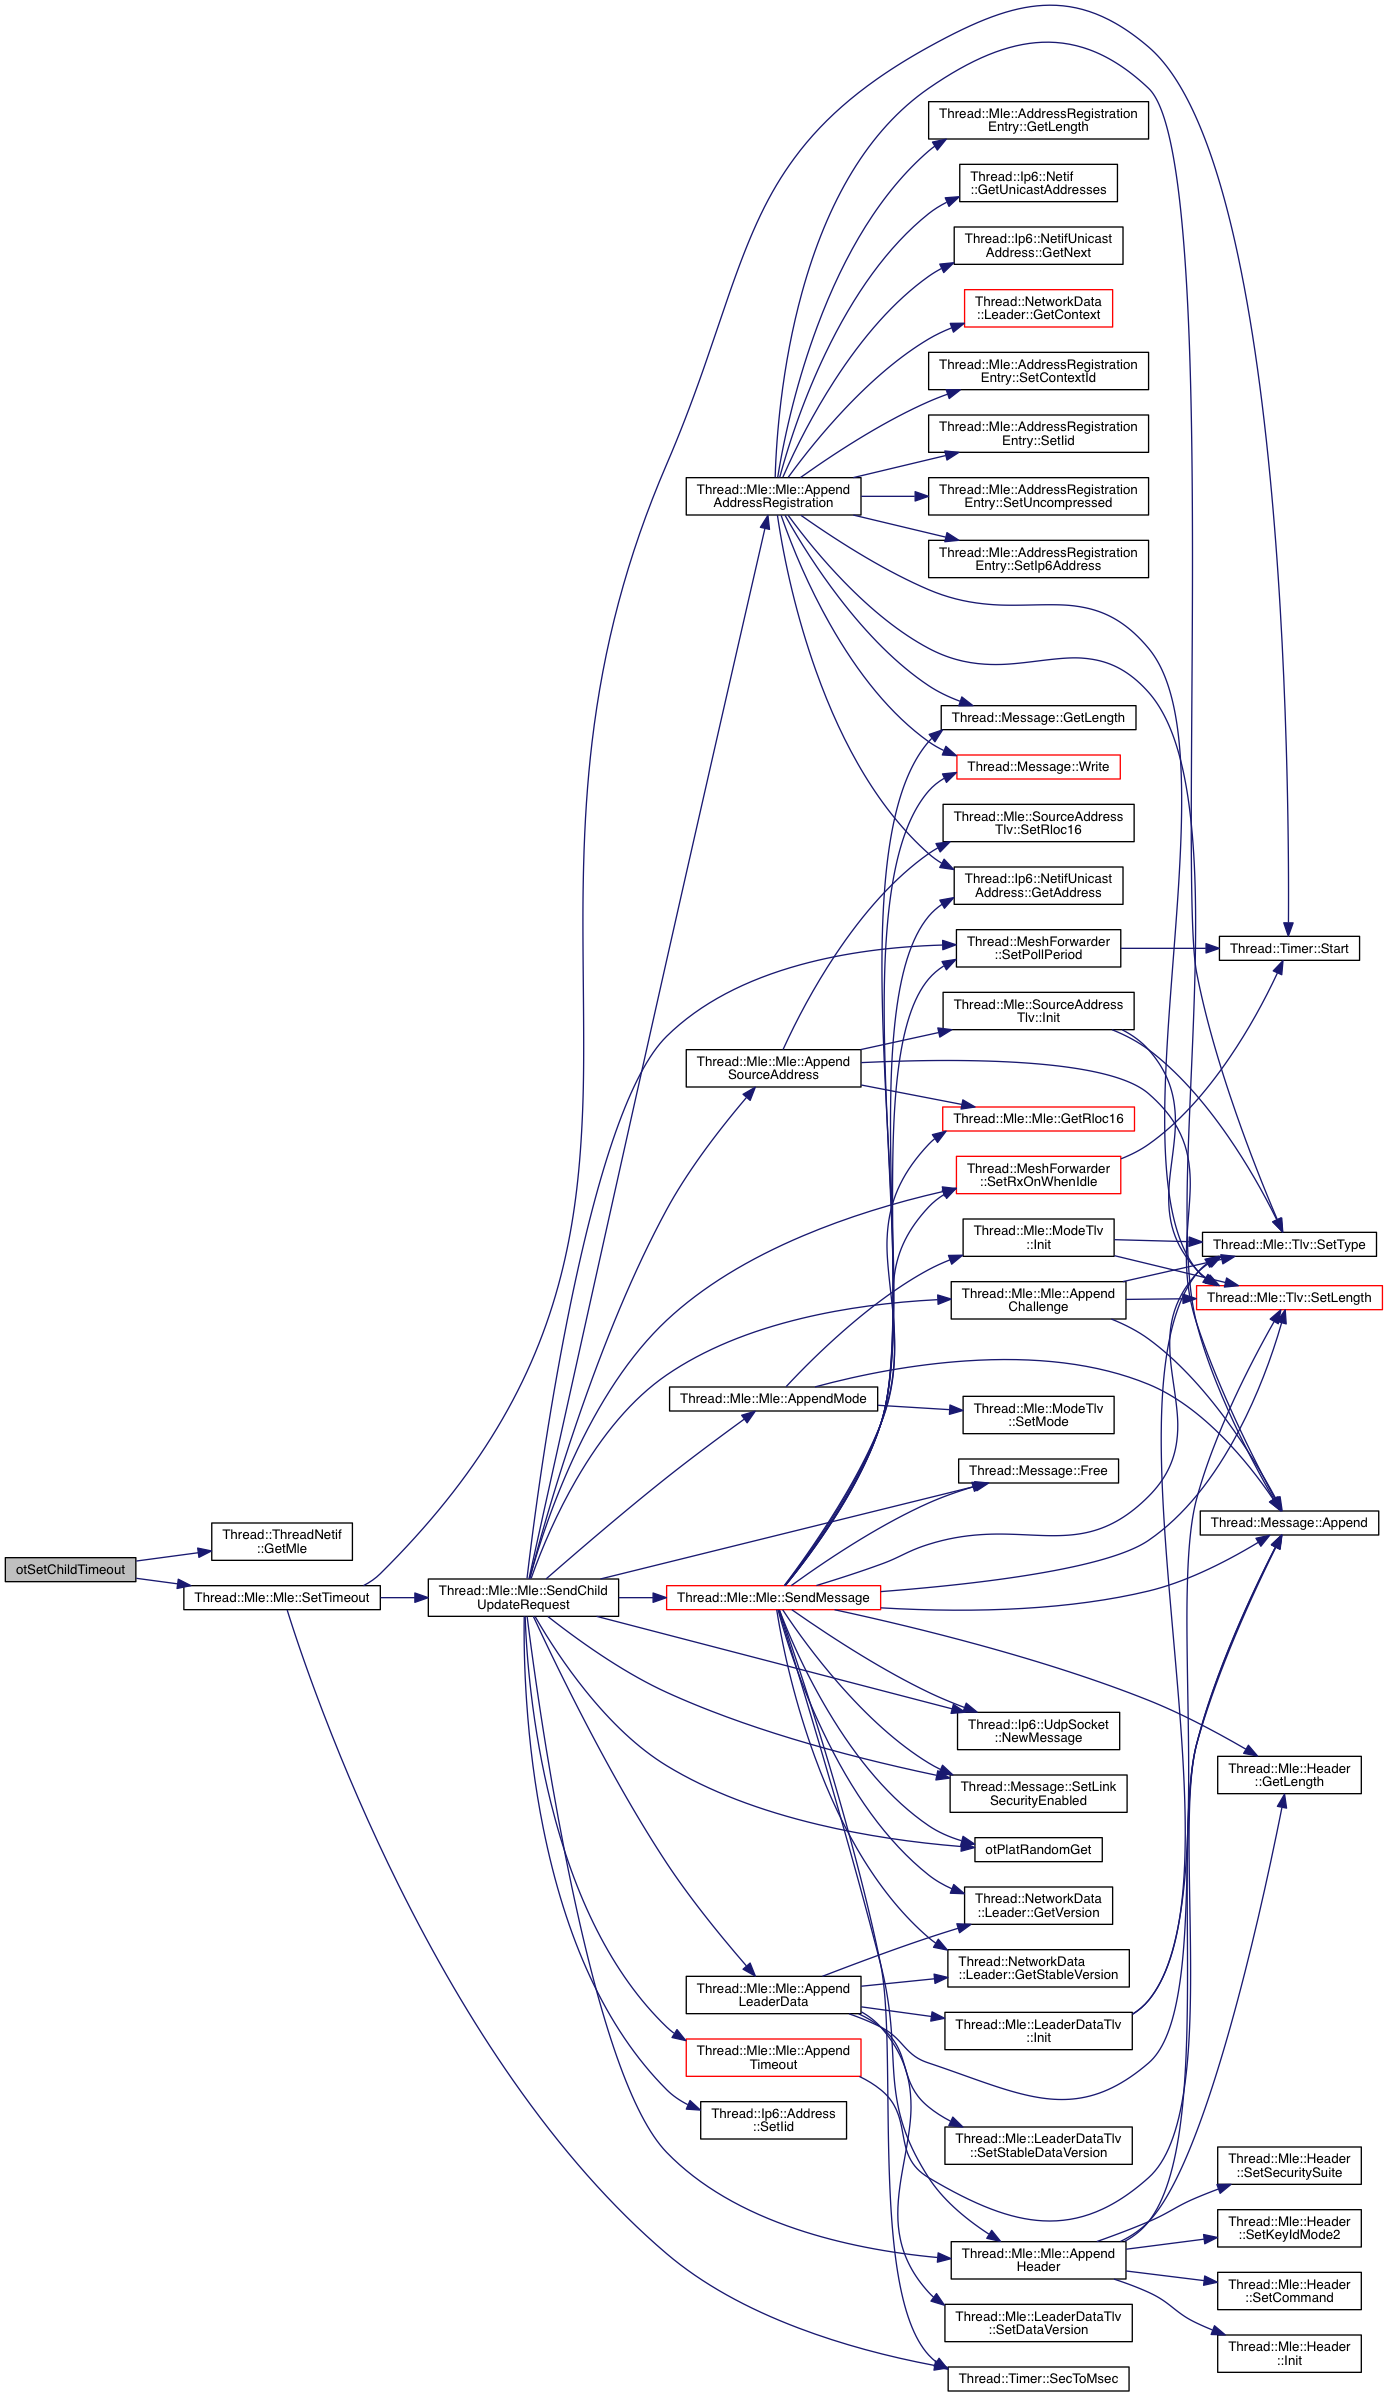 Thread::Mle::AddressRegistration
Entry::GetLength
Thread::Ip6::Netif
::GetUnicastAddresses
Thread::Ip6::NetifUnicast
Address::GetNext
Thread::NetworkData
::Leader::GetContext
Thread::Mle::AddressRegistration
Entry::SetContextId
Thread::Mle::AddressRegistration
Entry::SetIid
Thread::Mle::Mle::Append
AddressRegistration
Thread::Mle::AddressRegistration
Entry::SetUncompressed
Thread::Mle::AddressRegistration
Entry::SetIp6Address
Thread::Message::GetLength
Thread::Message::Write
Thread::Mle::SourceAddress
Tlv::SetRloc16
Thread::Ip6::NetifUnicast
Address::GetAddress
Thread::MeshForwarder
::SetPollPeriod
Thread::Timer::Start
Thread::Mle::SourceAddress
Tlv::Init
Thread::Mle::Mle::Append
SourceAddress
Thread::Mle::Mle::GetRloc16
Thread::MeshForwarder
::SetRxOnWhenIdle
Thread::Mle::ModeTlv
::Init
Thread::Mle::Tlv::SetType
Thread::Mle::Mle::Append
Challenge
Thread::Mle::Tlv::SetLength
Thread::Mle::Mle::AppendMode
Thread::Mle::ModeTlv
::SetMode
Thread::Message::Free
Thread::Message::Append
Thread::ThreadNetif
::GetMle
otSetChildTimeout
Thread::Mle::Mle::SetTimeout
Thread::Mle::Mle::SendChild
UpdateRequest
Thread::Mle::Mle::SendMessage
Thread::Ip6::UdpSocket
::NewMessage
Thread::Mle::Header
::GetLength
Thread::Message::SetLink
SecurityEnabled
otPlatRandomGet
Thread::NetworkData
::Leader::GetVersion
Thread::NetworkData
::Leader::GetStableVersion
Thread::Mle::Mle::Append
LeaderData
Thread::Mle::LeaderDataTlv
::Init
Thread::Mle::Mle::Append
Timeout
Thread::Ip6::Address
::SetIid
Thread::Mle::LeaderDataTlv
::SetStableDataVersion
Thread::Mle::Header
::SetSecuritySuite
Thread::Mle::Header
::SetKeyIdMode2
Thread::Mle::Mle::Append
Header
Thread::Mle::Header
::SetCommand
Thread::Mle::LeaderDataTlv
::SetDataVersion
Thread::Mle::Header
::Init
Thread::Timer::SecToMsec